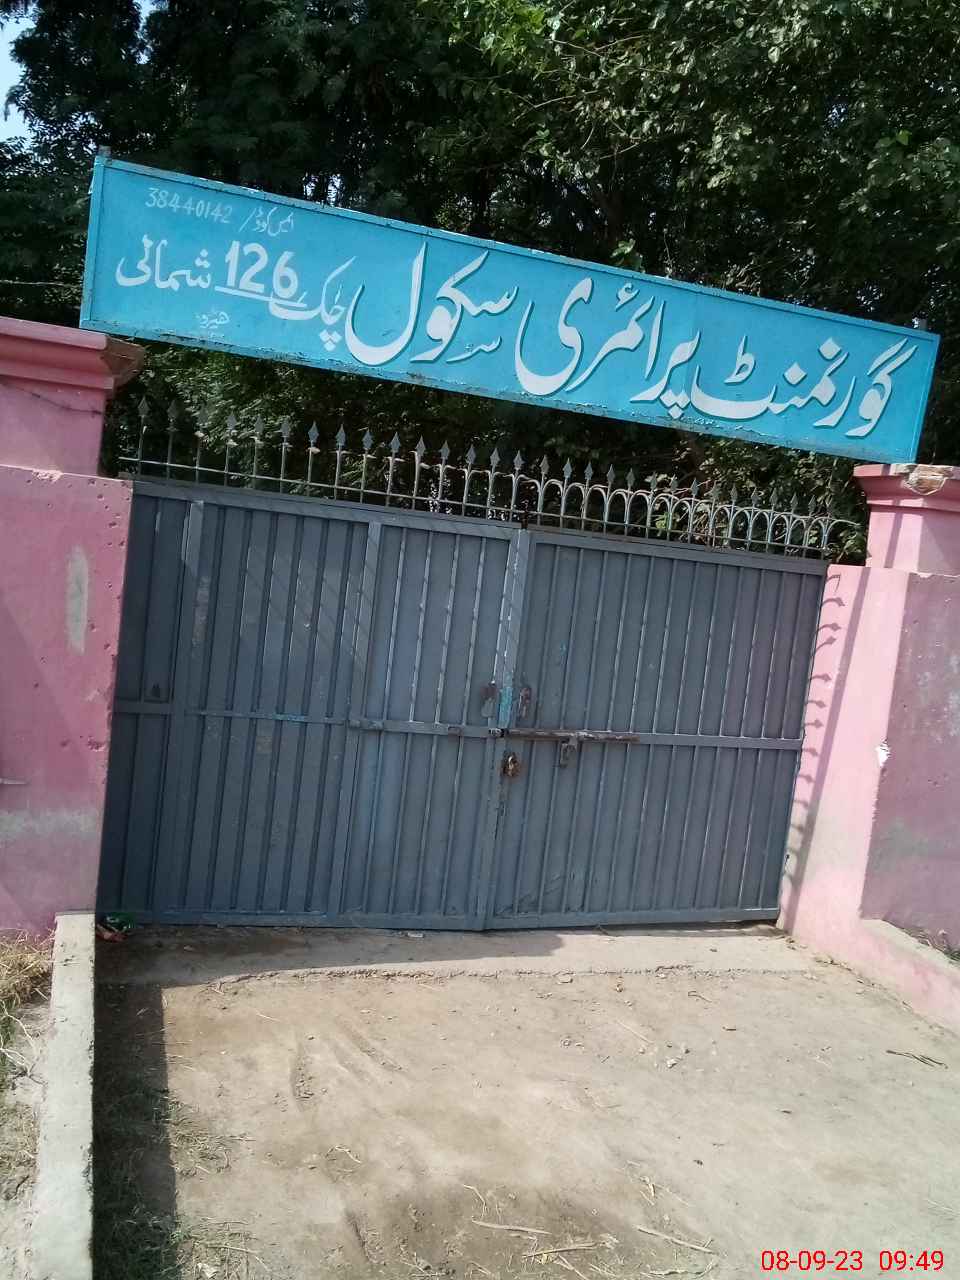 ایس کوڈ/ 38440142
گورنمنٹ پرائمری سکول چک 126 شمالی
08-09-23 09:49